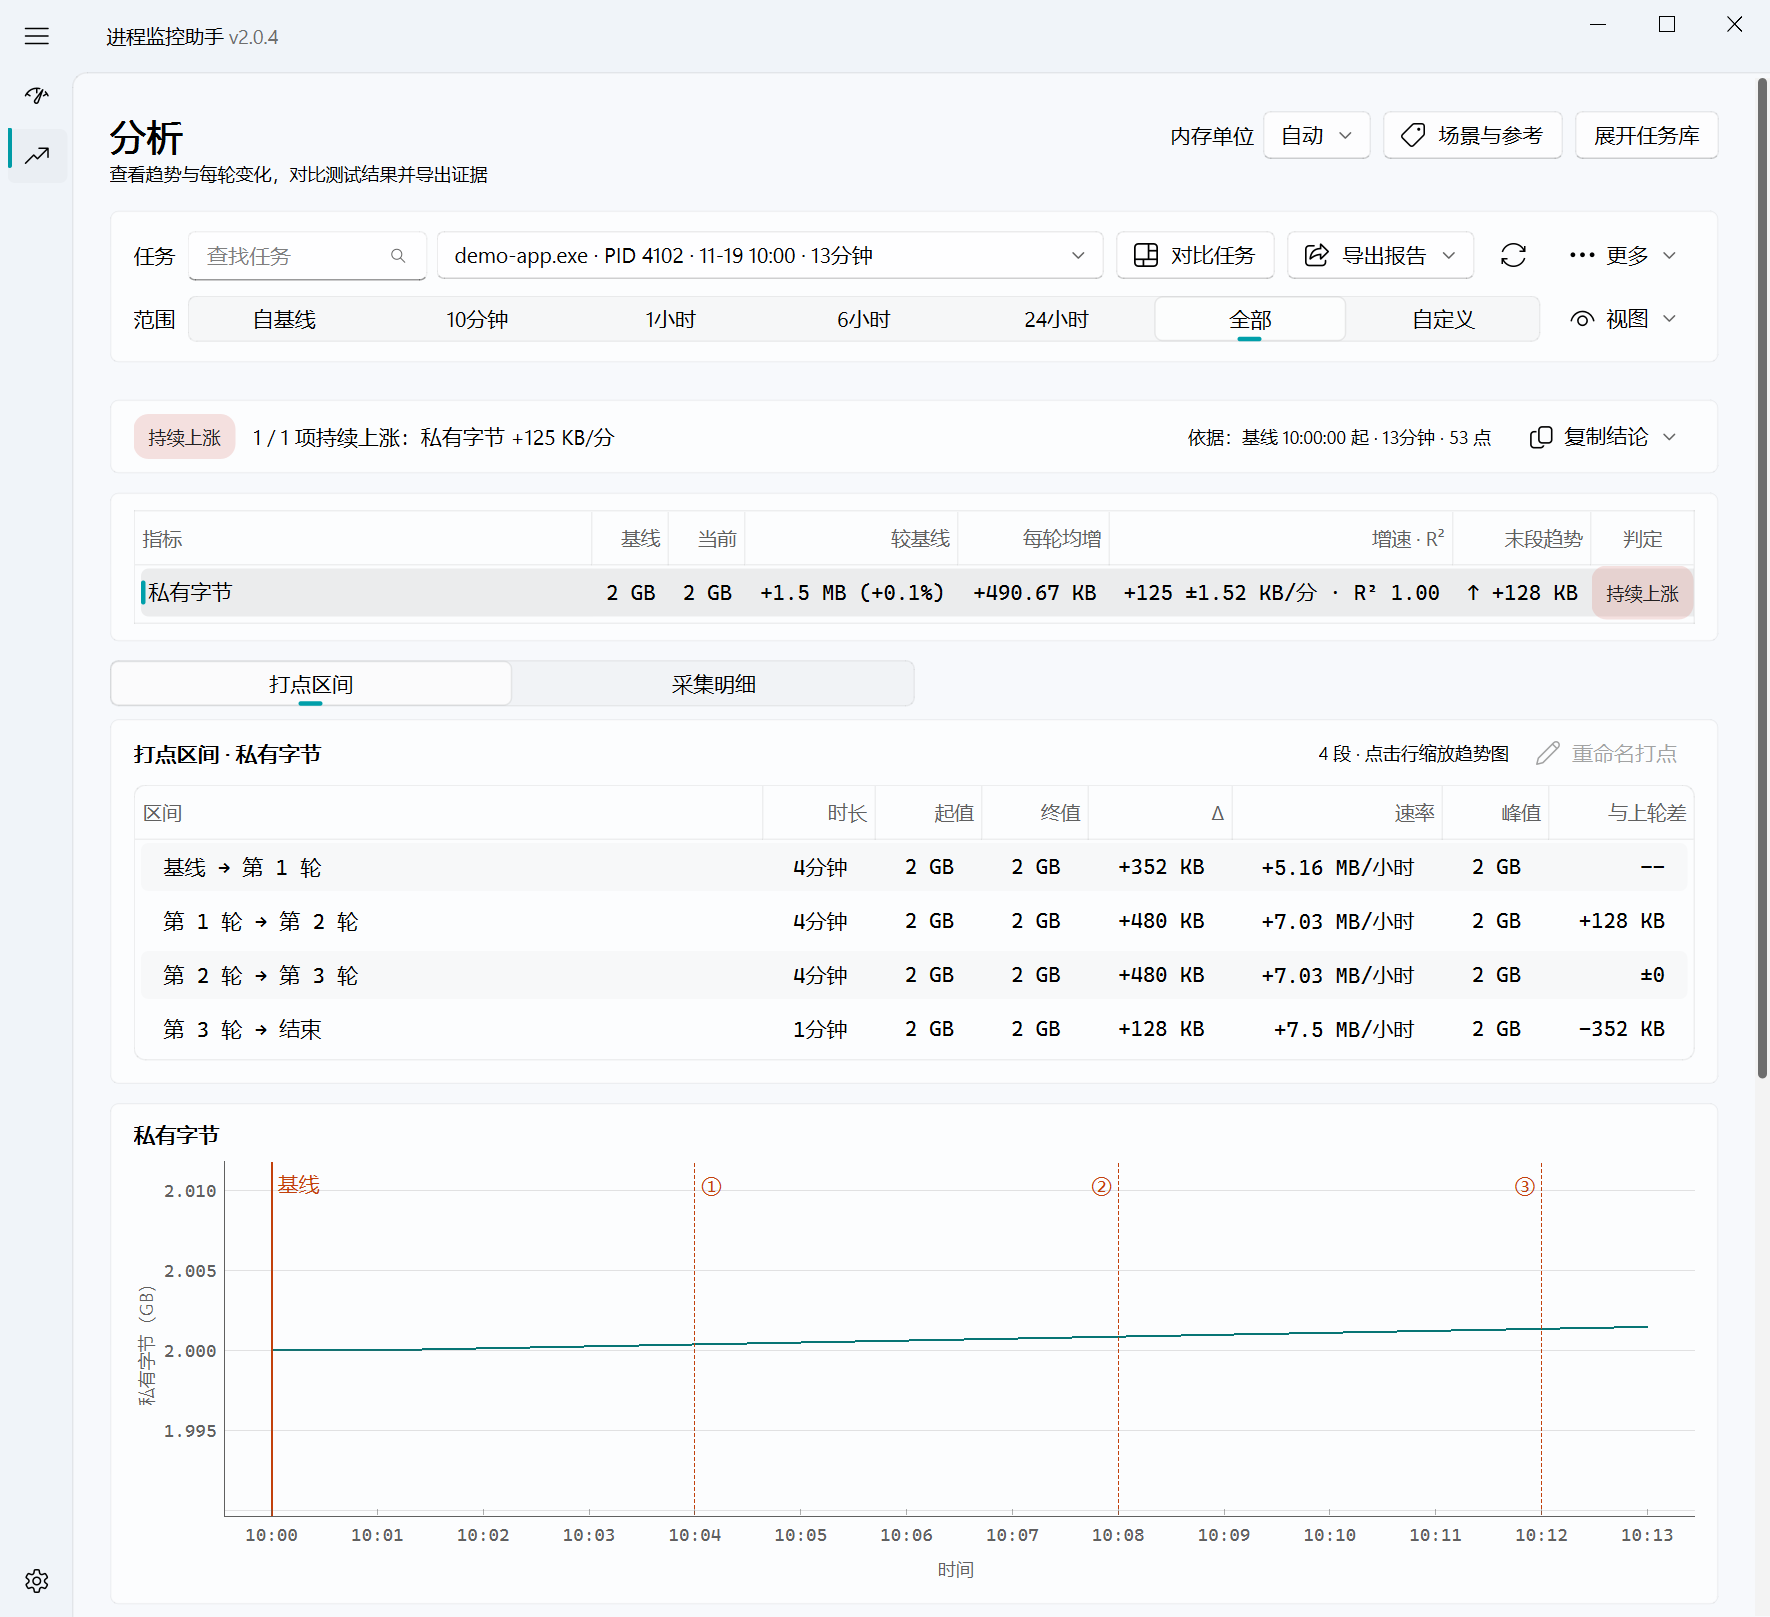 进程监控助手 v2.0.4
分析
查看趋势与每轮变化，对比测试结果并导出证据
内存单位 自动 场景与参考 展开任务库
任务 查找任务 demo-app.exe · PID 4102 · 11-19 10:00 · 13分钟 对比任务 导出报告 更多
范围 自基线 10分钟 1小时 6小时 24小时 全部 自定义 视图
持续上涨 1 / 1 项持续上涨：私有字节 +125 KB/分 依据：基线 10:00:00 起 · 13分钟 · 53 点 复制结论
指标 基线 当前 较基线 每轮均增 增速 · R² 末段趋势 判定
私有字节 2 GB 2 GB +1.5 MB (+0.1%) +490.67 KB +125 ±1.52 KB/分 · R² 1.00 ↑ +128 KB 持续上涨
打点区间 采集明细
打点区间 · 私有字节 4 段 · 点击行缩放趋势图 重命名打点
区间 时长 起值 终值 Δ 速率 峰值 与上轮差
基线 → 第 1 轮 4分钟 2 GB 2 GB +352 KB +5.16 MB/小时 2 GB --
第 1 轮 → 第 2 轮 4分钟 2 GB 2 GB +480 KB +7.03 MB/小时 2 GB +128 KB
第 2 轮 → 第 3 轮 4分钟 2 GB 2 GB +480 KB +7.03 MB/小时 2 GB ±0
第 3 轮 → 结束 1分钟 2 GB 2 GB +128 KB +7.5 MB/小时 2 GB −352 KB
私有字节
基线 ① ② ③
2.010
2.005
2.000
1.995
私有字节 (GB)
10:00 10:01 10:02 10:03 10:04 10:05 10:06 10:07 10:08 10:09 10:10 10:11 10:12 10:13
时间